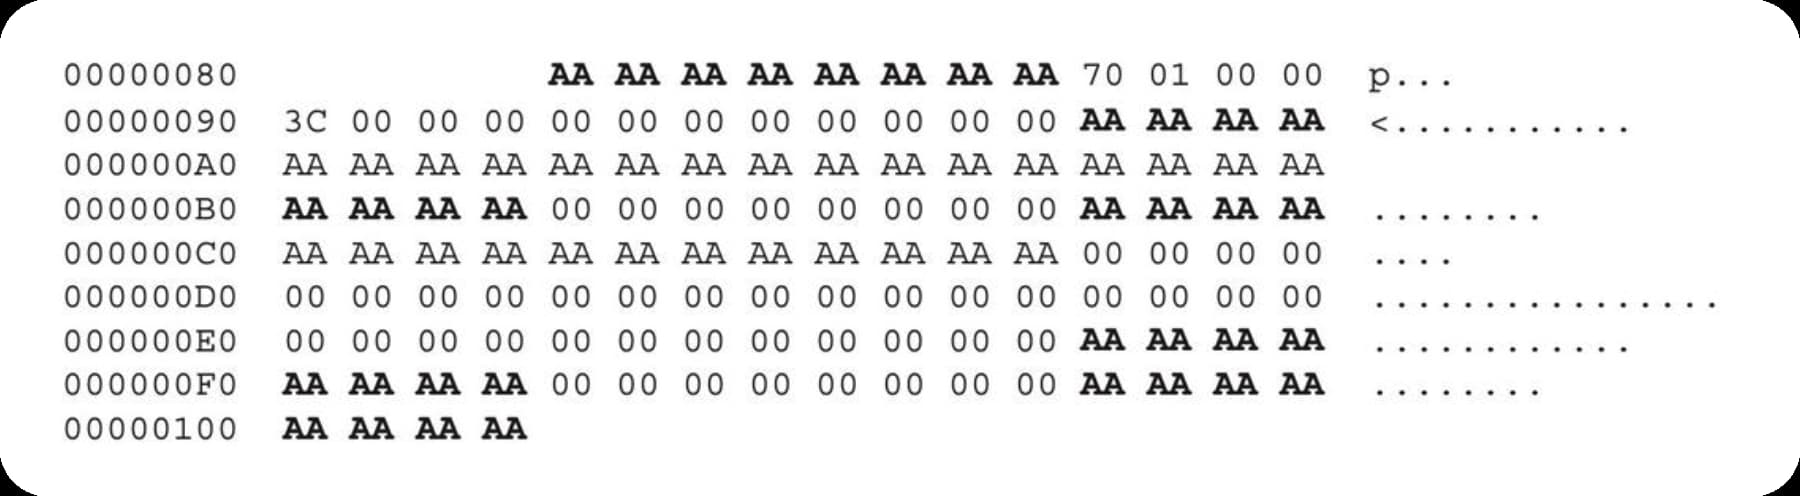 00000080 AA AA AA AA AA AA AA AA 70 01 00 00 p...
00000090 3C 00 00 00 00 00 00 00 00 00 00 00 AA AA AA AA <...........
000000A0 AA AA AA AA AA AA AA AA AA AA AA AA AA AA AA AA
000000B0 AA AA AA AA 00 00 00 00 00 00 00 00 AA AA AA AA ........
000000C0 AA AA AA AA AA AA AA AA AA AA AA AA 00 00 00 00 ....
000000D0 00 00 00 00 00 00 00 00 00 00 00 00 00 00 00 00 ................
000000E0 00 00 00 00 00 00 00 00 00 00 00 00 AA AA AA AA ............
000000F0 AA AA AA AA 00 00 00 00 00 00 00 00 AA AA AA AA ........
00000100 AA AA AA AA